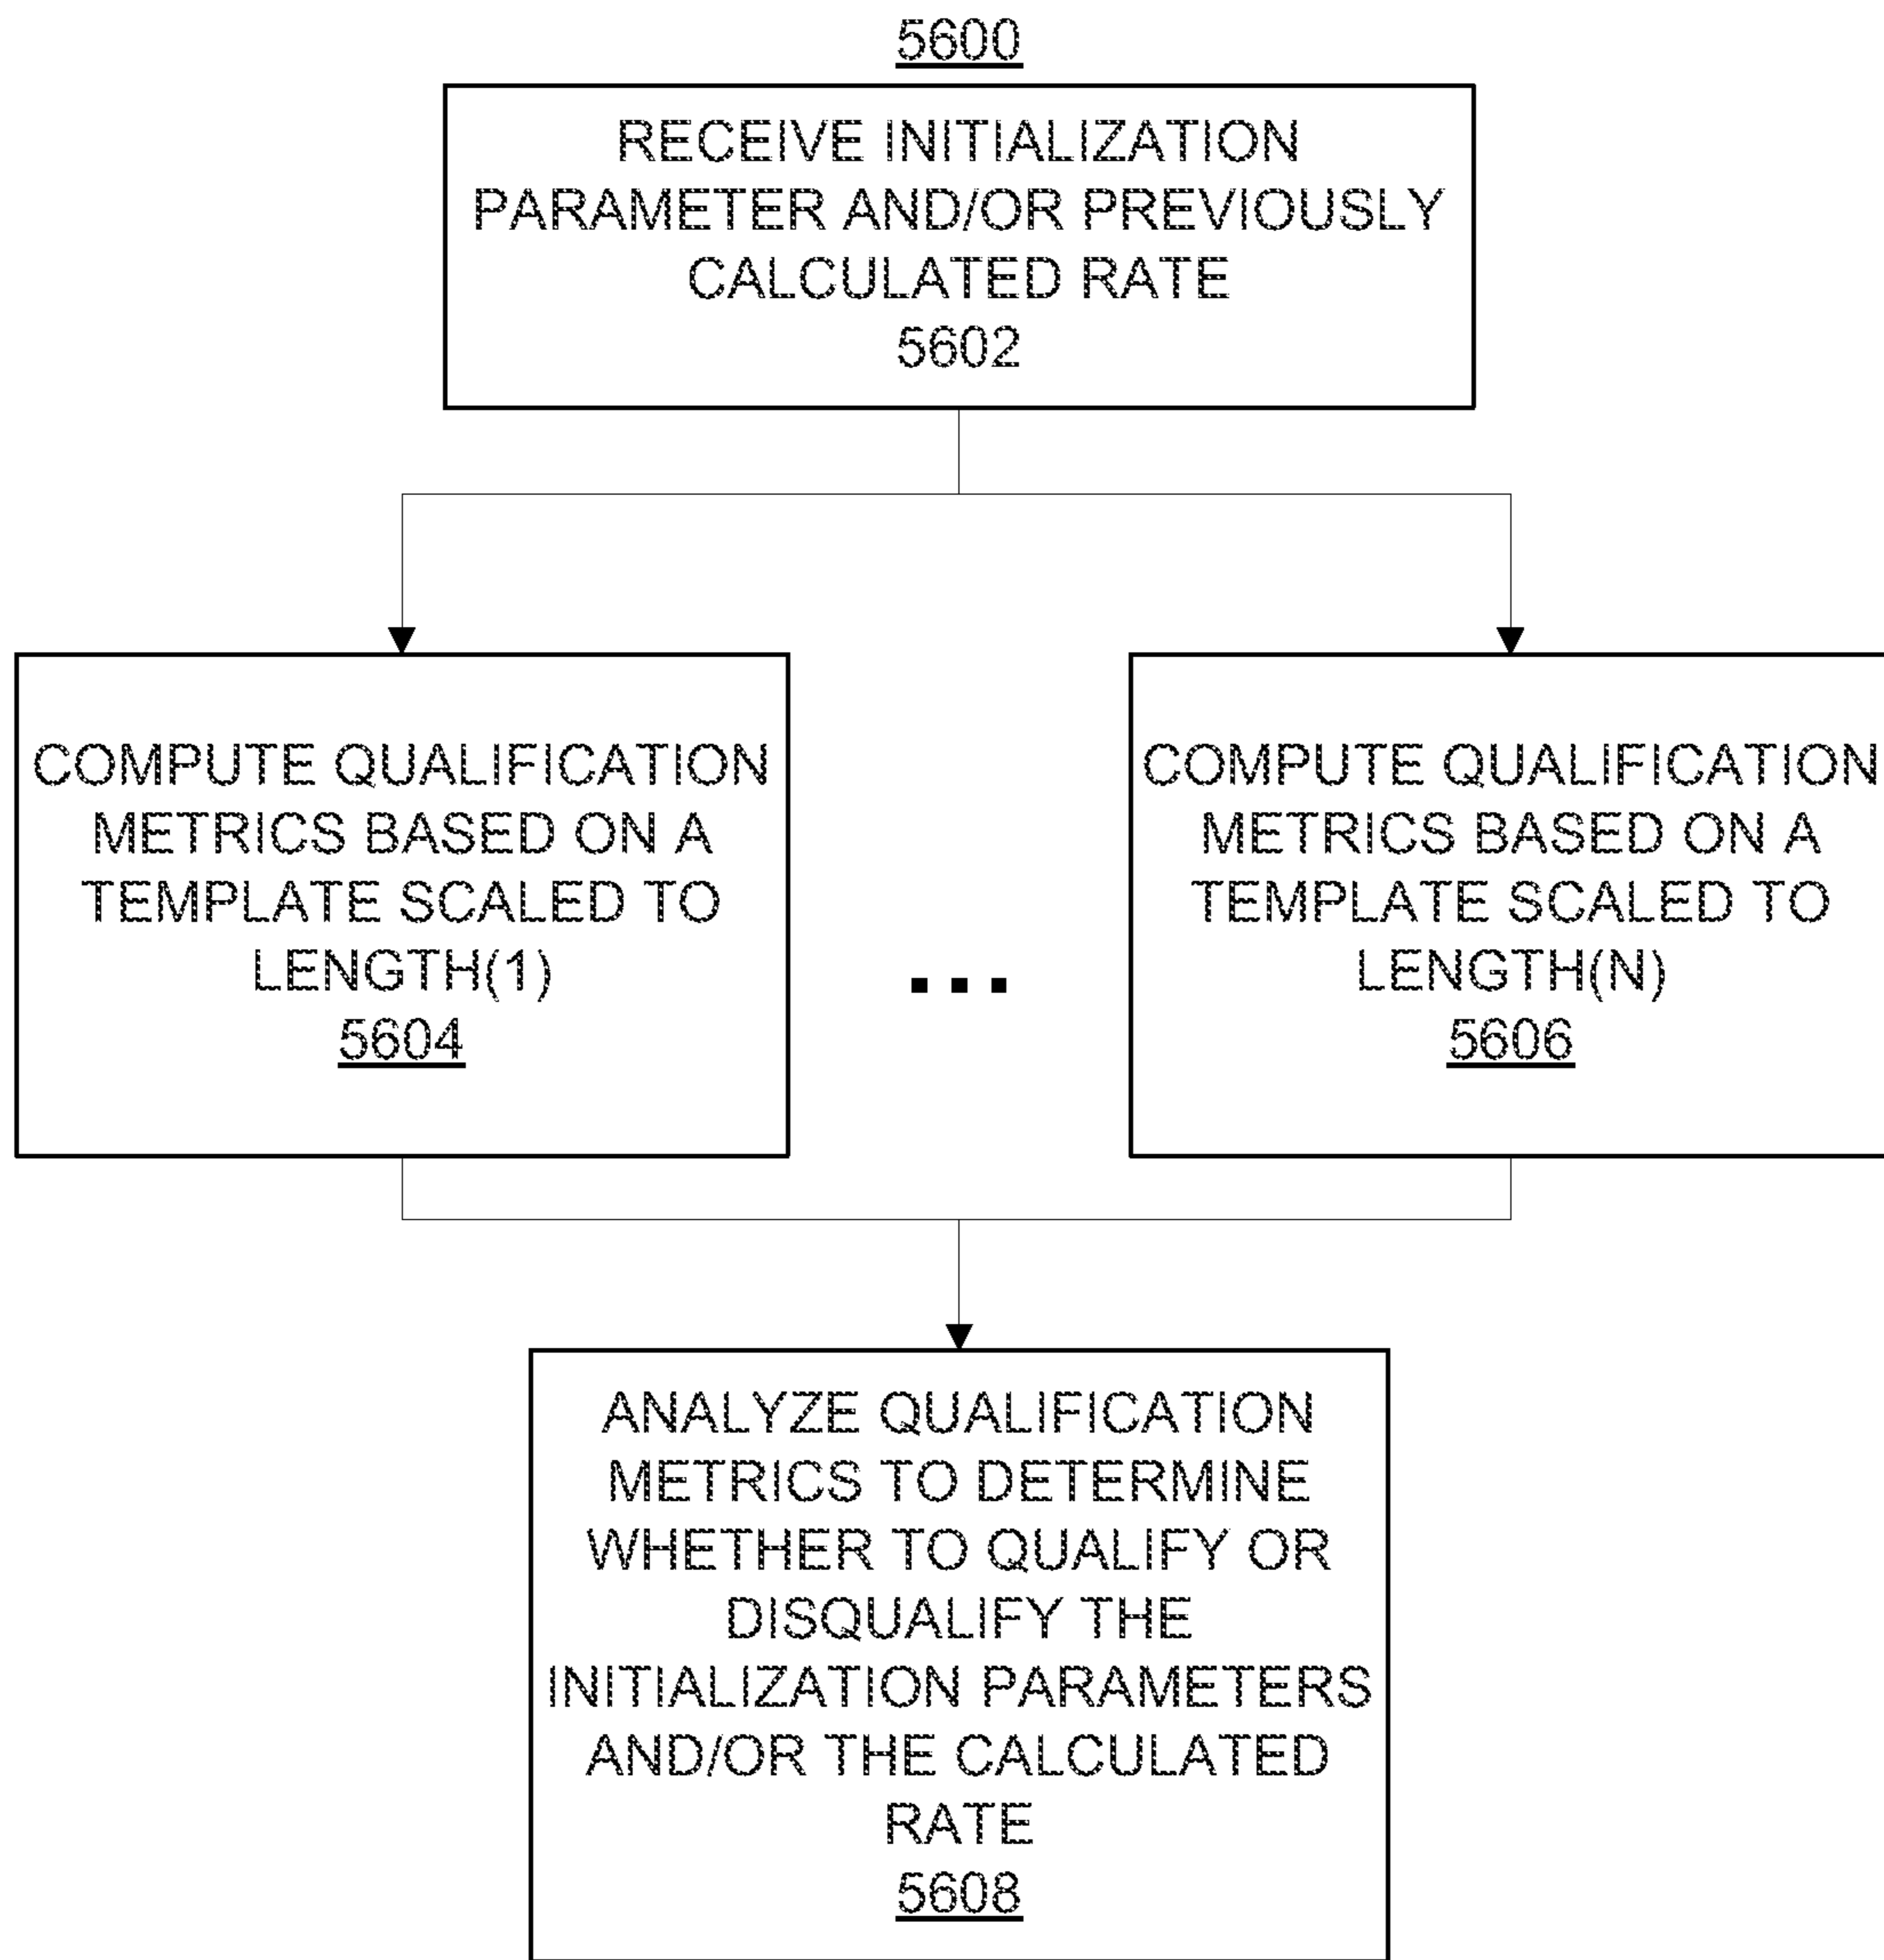 5600
RECEIVE INITIALIZATION
PARAMETER AND/OR PREVIOUSLY
CALCULATED RATE
5602
COMPUTE QUALIFICATION
METRICS BASED ON A
TEMPLATE SCALED TO
LENGTH(1)
5604
...
COMPUTE QUALIFICATION
METRICS BASED ON A
TEMPLATE SCALED TO
LENGTH(N)
5606
ANALYZE QUALIFICATION
METRICS TO DETERMINE
WHETHER TO QUALIFY OR
DISQUALIFY THE
INITIALIZATION PARAMETERS
AND/OR THE CALCULATED
RATE
5608